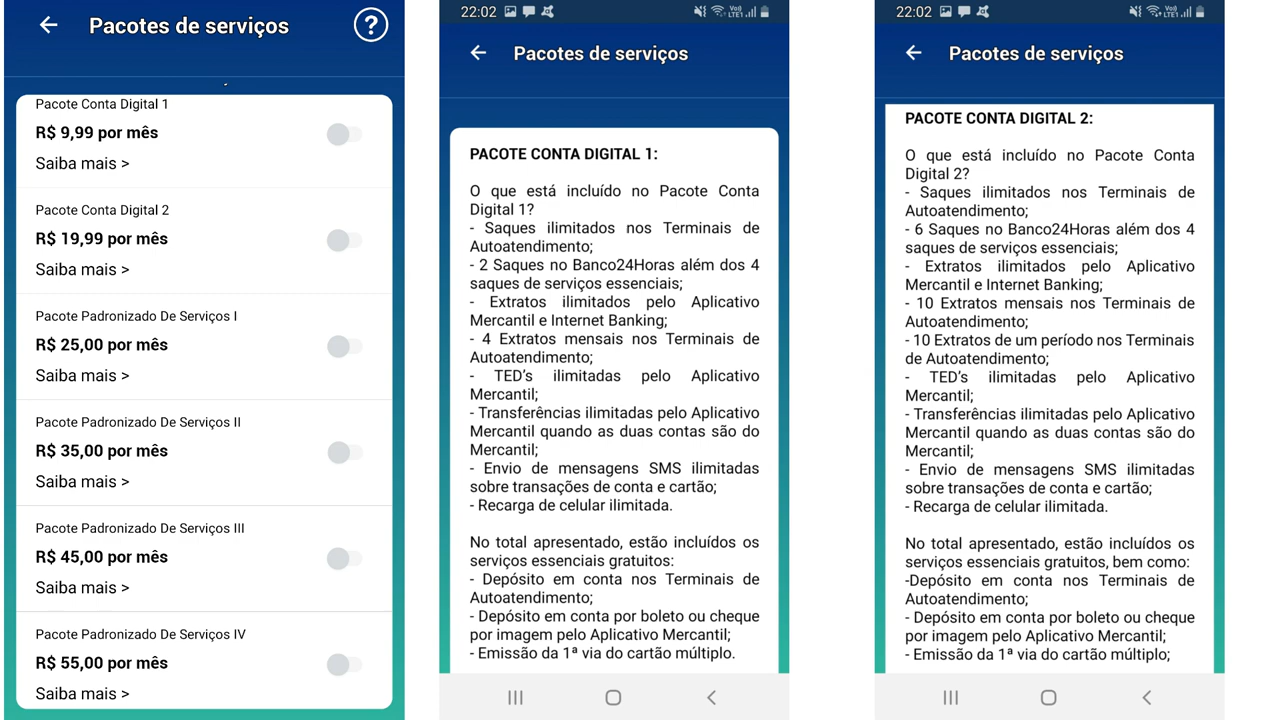 Pacotes de serviços
?
Pacote Conta Digital 1
R$ 9,99 por mês
Saiba mais >
Pacote Conta Digital 2
R$ 19,99 por mês
Saiba mais >
Pacote Padronizado De Serviços I
R$ 25,00 por mês
Saiba mais >
Pacote Padronizado De Serviços II
R$ 35,00 por mês
Saiba mais >
Pacote Padronizado De Serviços III
R$ 45,00 por mês
Saiba mais >
Pacote Padronizado De Serviços IV
R$ 55,00 por mês
Saiba mais >
22:02 Vo)) LTE1
Pacotes de serviços
PACOTE CONTA DIGITAL 1:
O que está incluído no Pacote Conta
Digital 1?
- Saques ilimitados nos Terminais de
Autoatendimento;
- 2 Saques no Banco24Horas além dos 4
saques de serviços essenciais;
- Extratos ilimitados pelo Aplicativo
Mercantil e Internet Banking;
- 4 Extratos mensais nos Terminais de
Autoatendimento;
- TED's ilimitadas pelo Aplicativo
Mercantil;
- Transferências ilimitadas pelo Aplicativo
Mercantil quando as duas contas são do
Mercantil;
- Envio de mensagens SMS ilimitadas
sobre transações de conta e cartão;
- Recarga de celular ilimitada.
No total apresentado, estão incluídos os
serviços essenciais gratuitos:
- Depósito em conta nos Terminais de
Autoatendimento;
- Depósito em conta por boleto ou cheque
por imagem pelo Aplicativo Mercantil;
- Emissão da 1ª via do cartão múltiplo.
22:02 Vo)) LTE1
Pacotes de serviços
PACOTE CONTA DIGITAL 2:
O que está incluído no Pacote Conta
Digital 2?
- Saques ilimitados nos Terminais de
Autoatendimento;
- 6 Saques no Banco24Horas além dos 4
saques de serviços essenciais;
- Extratos ilimitados pelo Aplicativo
Mercantil e Internet Banking;
- 10 Extratos mensais nos Terminais de
Autoatendimento;
- 10 Extratos de um período nos Terminais
de Autoatendimento;
- TED's ilimitadas pelo Aplicativo
Mercantil;
- Transferências ilimitadas pelo Aplicativo
Mercantil quando as duas contas são do
Mercantil;
- Envio de mensagens SMS ilimitadas
sobre transações de conta e cartão;
- Recarga de celular ilimitada.
No total apresentado, estão incluídos os
serviços essenciais gratuitos, bem como:
-Depósito em conta nos Terminais de
Autoatendimento;
- Depósito em conta por boleto ou cheque
por imagem pelo Aplicativo Mercantil;
- Emissão da 1ª via do cartão múltiplo;